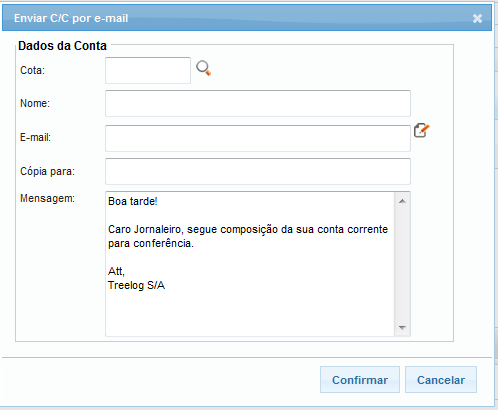 Enviar C/C por e-mail
Dados da Conta
Cota:
Nome:
E-mail:
Cópia para:
Mensagem:
Boa tarde!
Caro Jornaleiro, segue composição da sua conta corrente
para conferência.
Att,
Treelog S/A
Confirmar
Cancelar